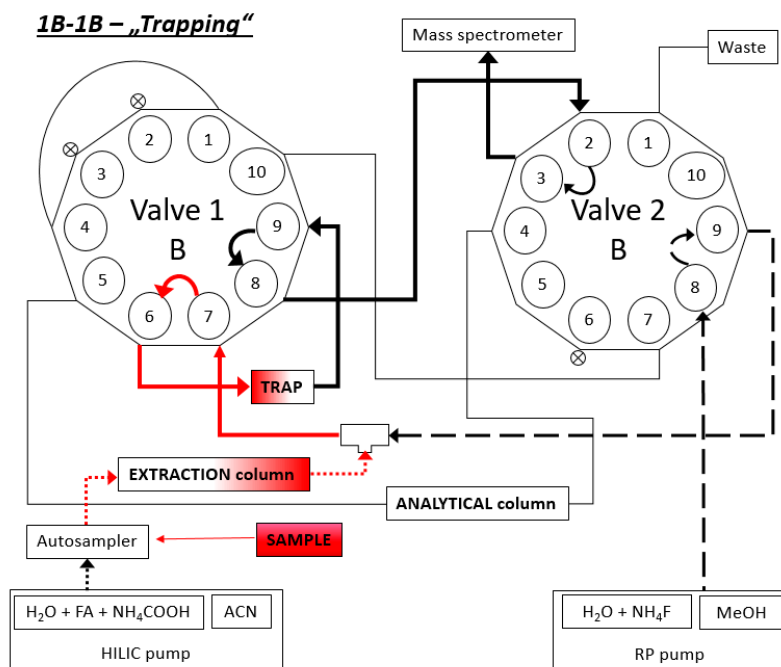 1B-1B – „Trapping“
Mass spectrometer
Waste
2
1
3
10
Valve 1
4
9
B
5
8
6
7
2
1
3
10
Valve 2
4
9
B
5
8
6
7
TRAP
EXTRACTION column
ANALYTICAL column
Autosampler
SAMPLE
H₂O + FA + NH₄COOH
ACN
HILIC pump
H₂O + NH₄F
MeOH
RP pump